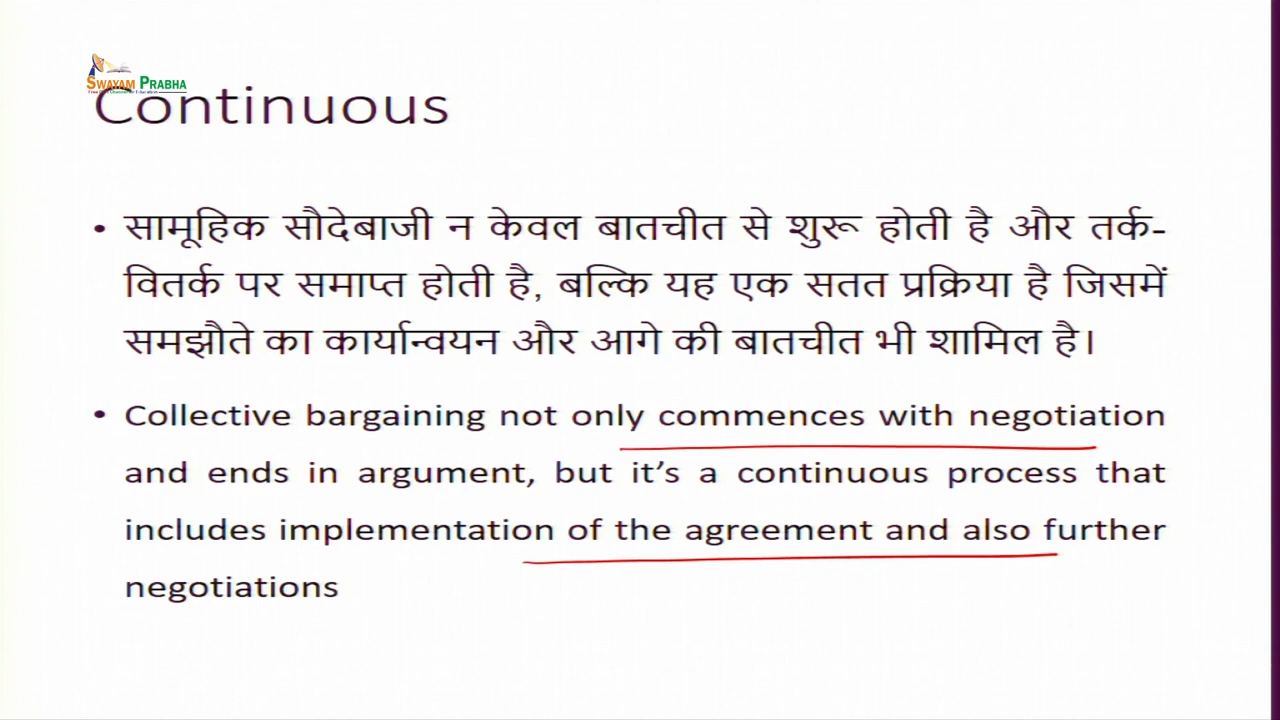 SWAYAM PRABHA
Continuous
• सामूहिक सौदेबाजी न केवल बातचीत से शुरू होती है और तर्क-
वितर्क पर समाप्त होती है, बल्कि यह एक सतत प्रक्रिया है जिसमें
समझौते का कार्यान्वयन और आगे की बातचीत भी शामिल है।
• Collective bargaining not only commences with negotiation
and ends in argument, but it’s a continuous process that
includes implementation of the agreement and also further
negotiations